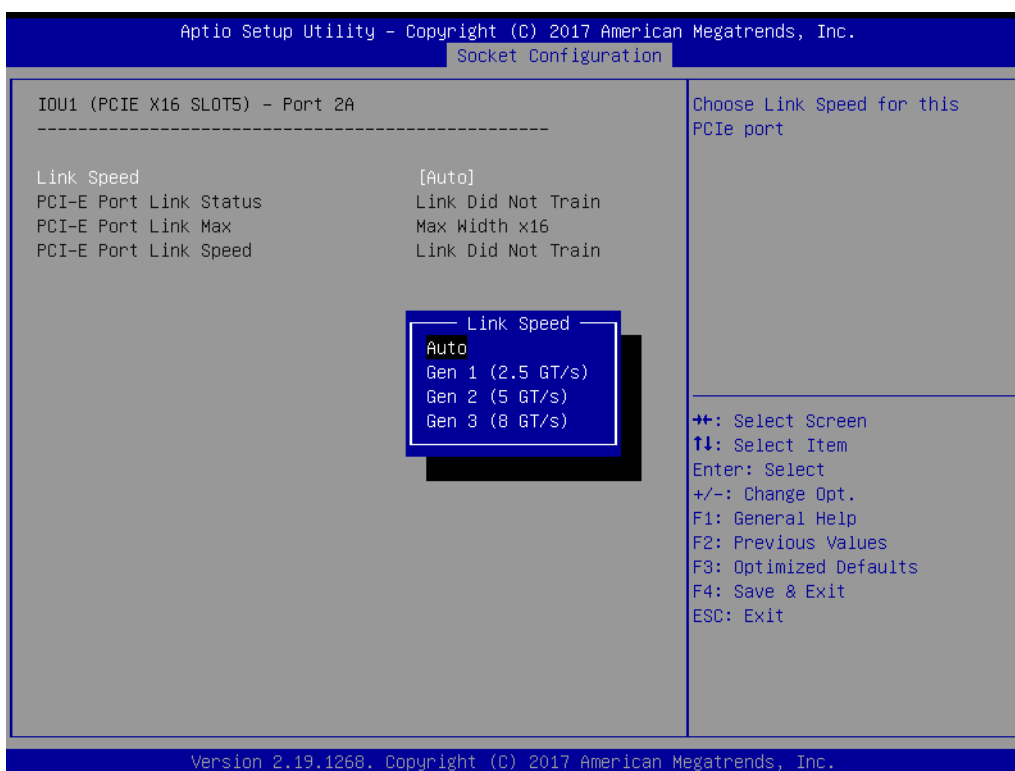 Aptio Setup Utility – Copyright (C) 2017 American Megatrends, Inc.
Socket Configuration
IOU1 (PCIE X16 SLOT5) – Port 2A
--------------------------------------------------
Link Speed [Auto]
PCI-E Port Link Status Link Did Not Train
PCI-E Port Link Max Max Width x16
PCI-E Port Link Speed Link Did Not Train
Link Speed
Auto
Gen 1 (2.5 GT/s)
Gen 2 (5 GT/s)
Gen 3 (8 GT/s)
Choose Link Speed for this
PCIe port
→←: Select Screen
↑↓: Select Item
Enter: Select
+/-: Change Opt.
F1: General Help
F2: Previous Values
F3: Optimized Defaults
F4: Save & Exit
ESC: Exit
Version 2.19.1268. Copyright (C) 2017 American Megatrends, Inc.